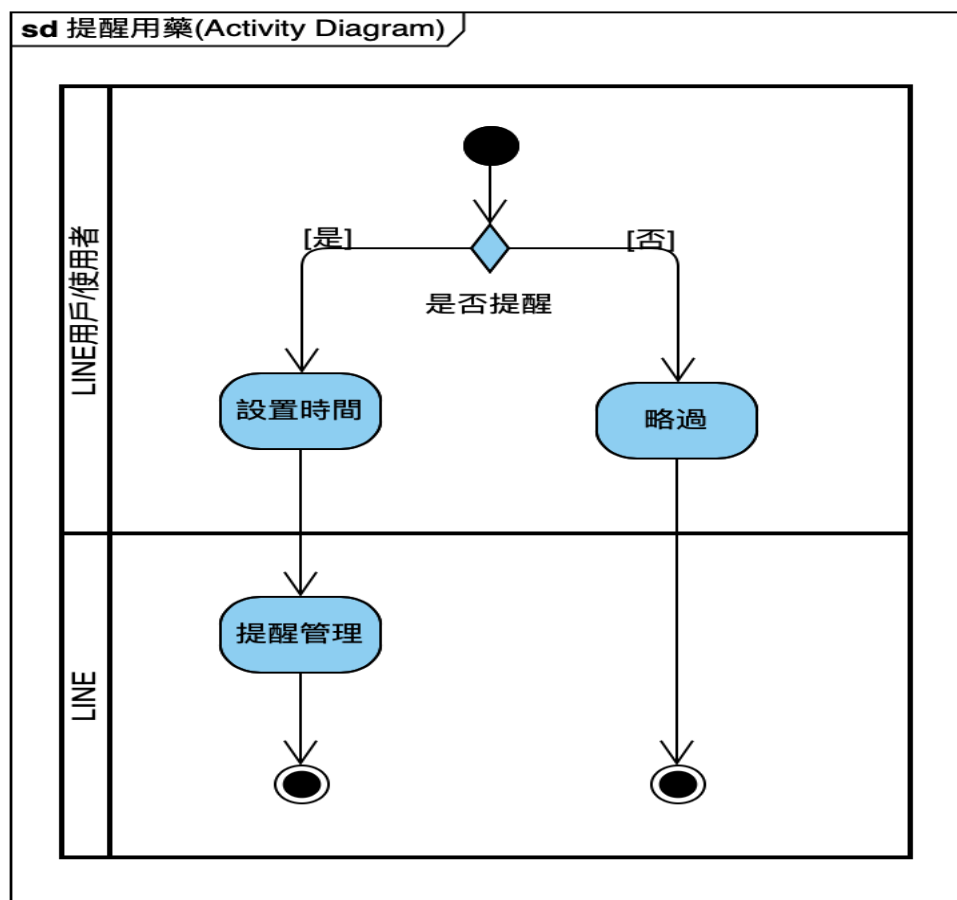 sd 提醒用藥(Activity Diagram)
LINE用戶/使用者
[是]
[否]
是否提醒
設置時間
略過
LINE
提醒管理